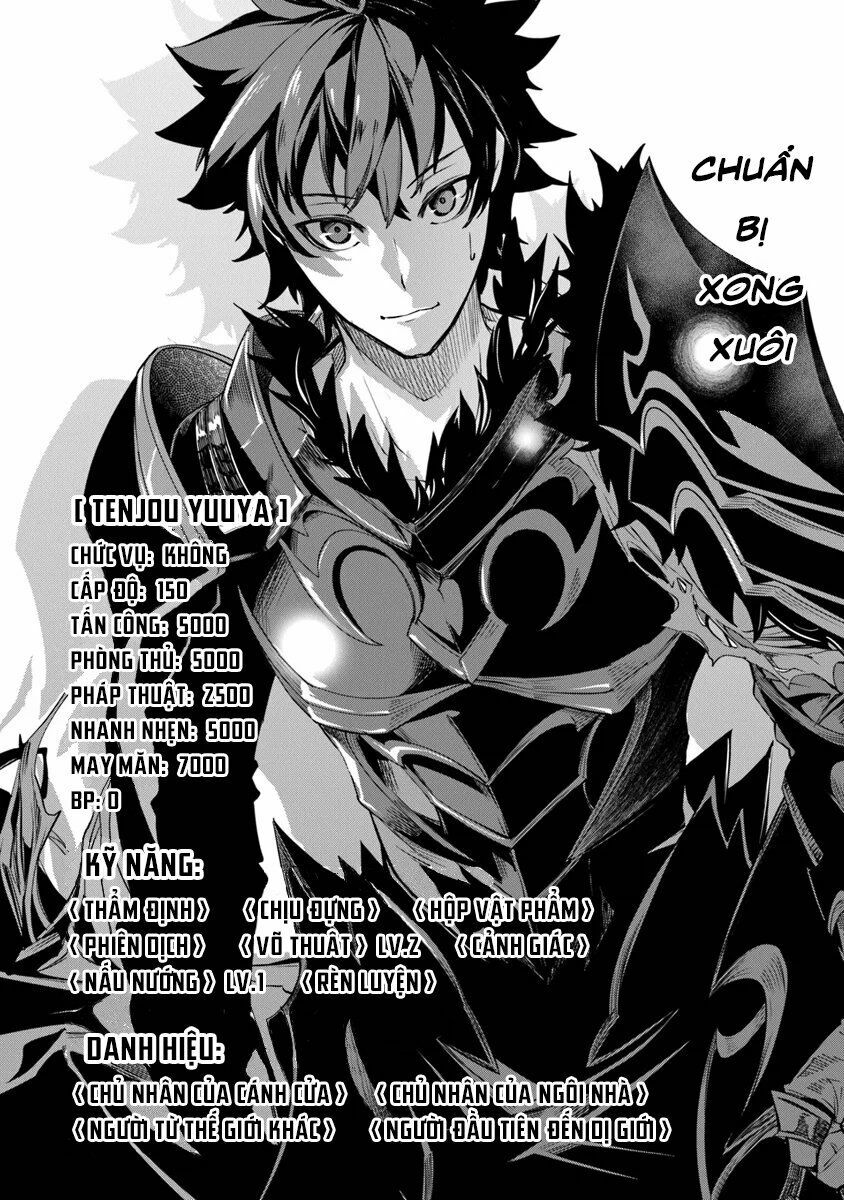 CHUẨN
BỊ
XONG
XUÔI
[ TENJOU YUUYA ]
CHỨC VỤ: KHÔNG
CẤP ĐỘ: 150
TẤN CÔNG: 5000
PHÒNG THỦ: 5000
PHÁP THUẬT: 2500
NHANH NHẸN: 5000
MAY MẮN: 7000
BP: 0
KỸ NĂNG:
〈 THẨM ĐỊNH 〉 〈 CHỊU ĐỰNG 〉 〈 HỘP VẬT PHẨM 〉
〈 PHIÊN DỊCH 〉 〈 VÕ THUẬT 〉 LV.2 〈 CẢNH GIÁC 〉
〈 NẤU NƯỚNG 〉 LV.1 〈 RÈN LUYỆN 〉
DANH HIỆU:
〈 CHỦ NHÂN CỦA CÁNH CỬA 〉 〈 CHỦ NHÂN CỦA NGÔI NHÀ 〉
〈 NGƯỜI TỪ THẾ GIỚI KHÁC 〉 〈 NGƯỜI ĐẦU TIÊN ĐẾN DỊ GIỚI 〉